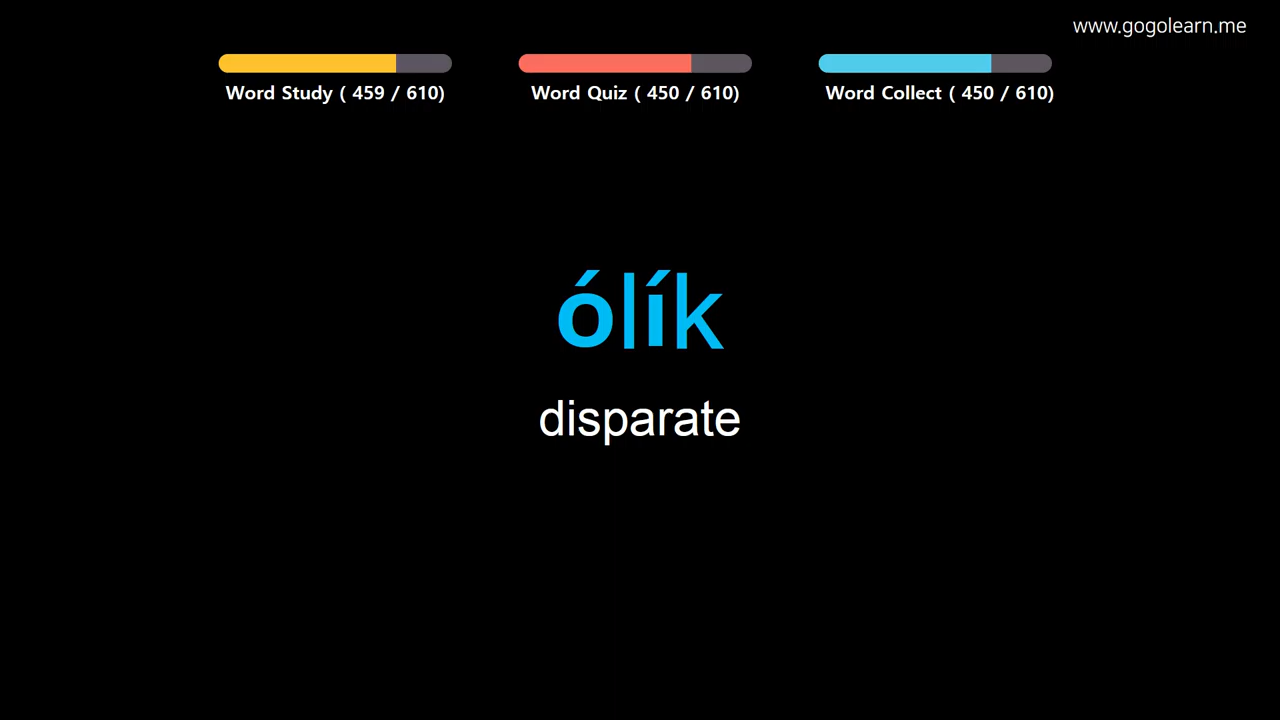 www.gogolearn.me
Word Study ( 459 / 610)
Word Quiz ( 450 / 610)
Word Collect ( 450 / 610)
ólík
disparate